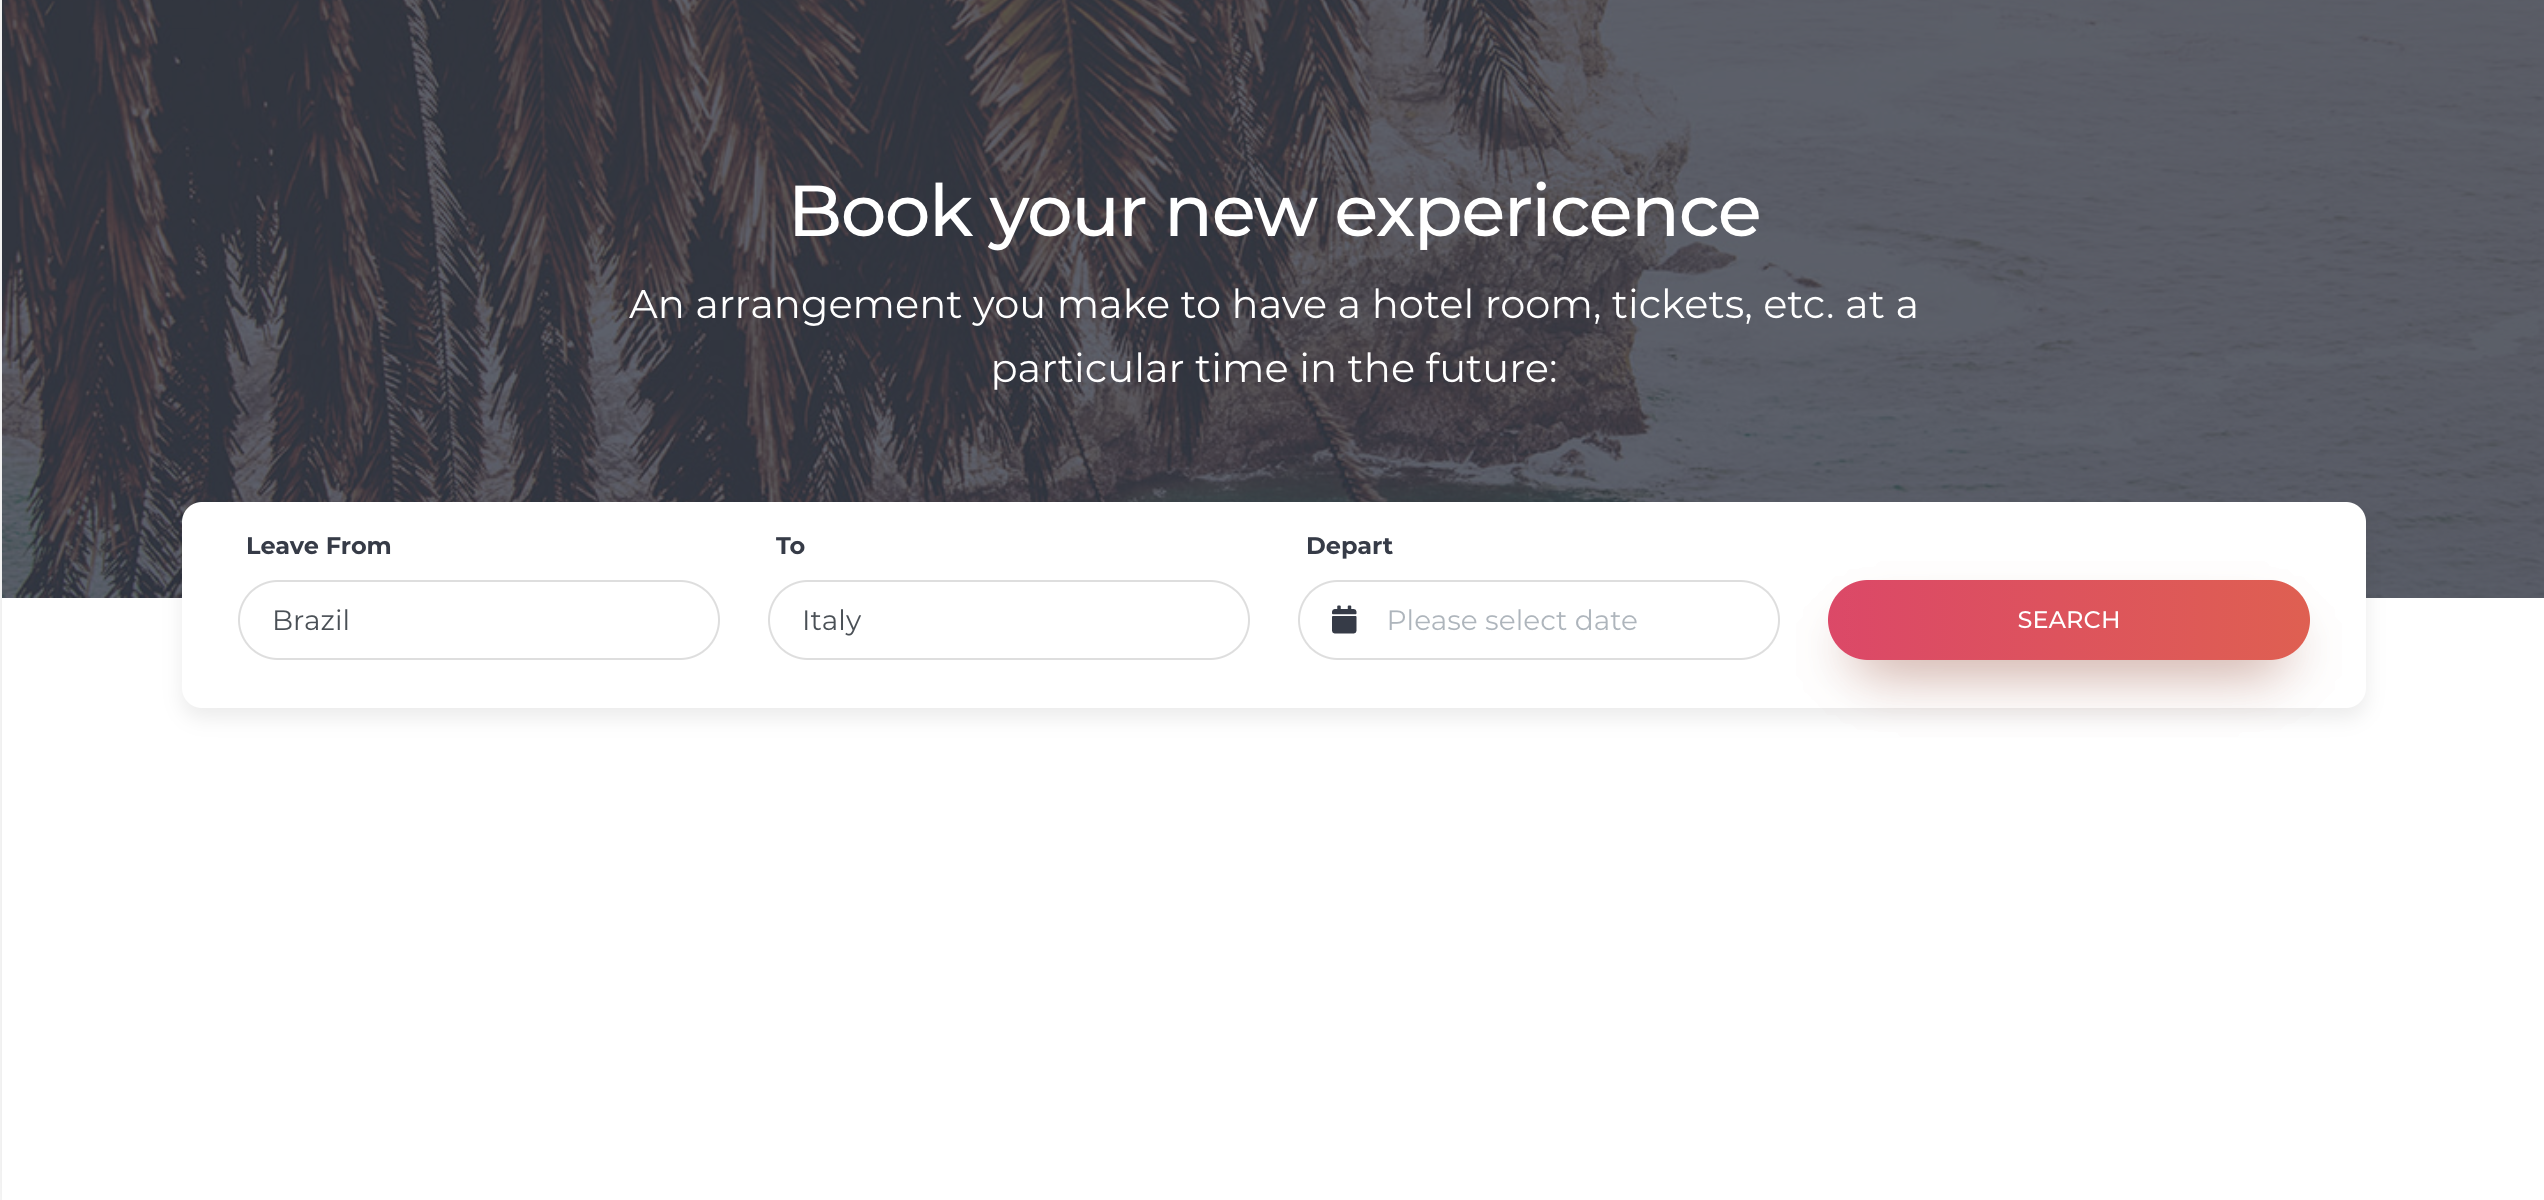 Book your new expericence
An arrangement you make to have a hotel room, tickets, etc. at a
particular time in the future:
Leave From
To
Depart
Brazil
Italy
Please select date
SEARCH